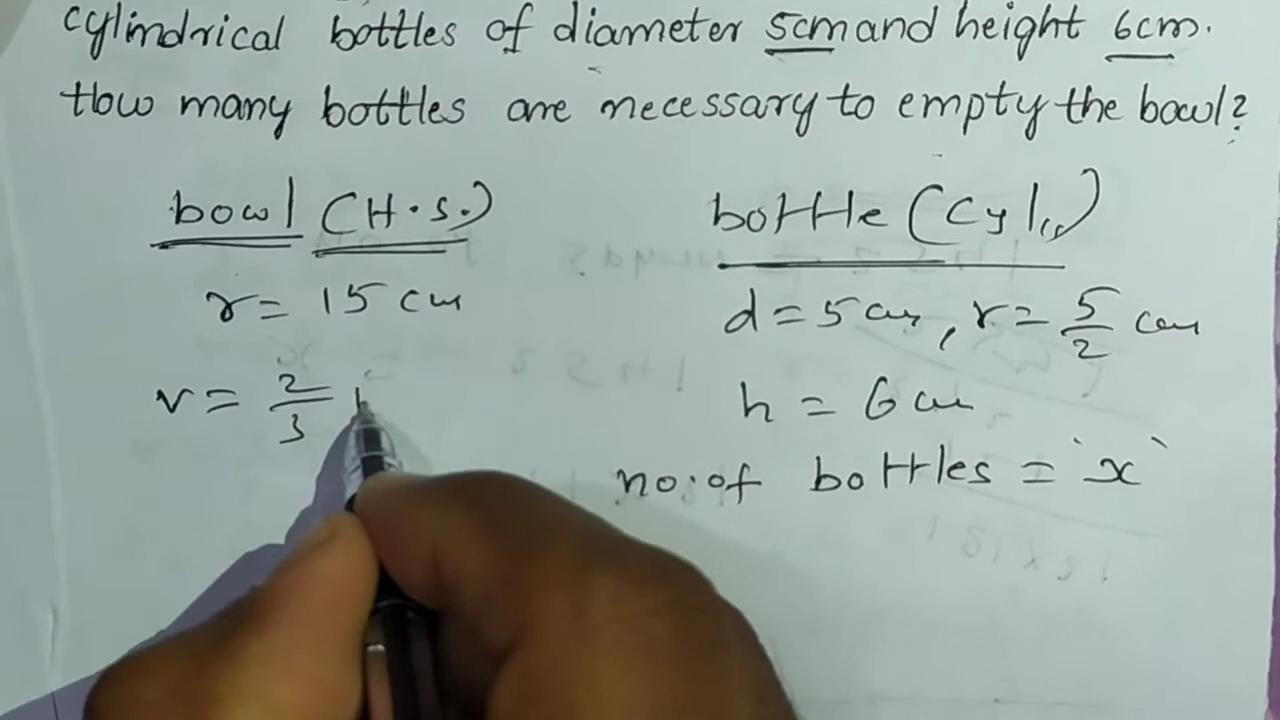 cylindrical bottles of diameter 5cm and height 6cm.
How many bottles are necessary to empty the bowl?
bowl (H.S.)
r = 15 cm
v = 2/3
bottle (Cyl,,)
d = 5 cm, r = 5/2 cm
h = 6 cm
no. of bottles = 'x'